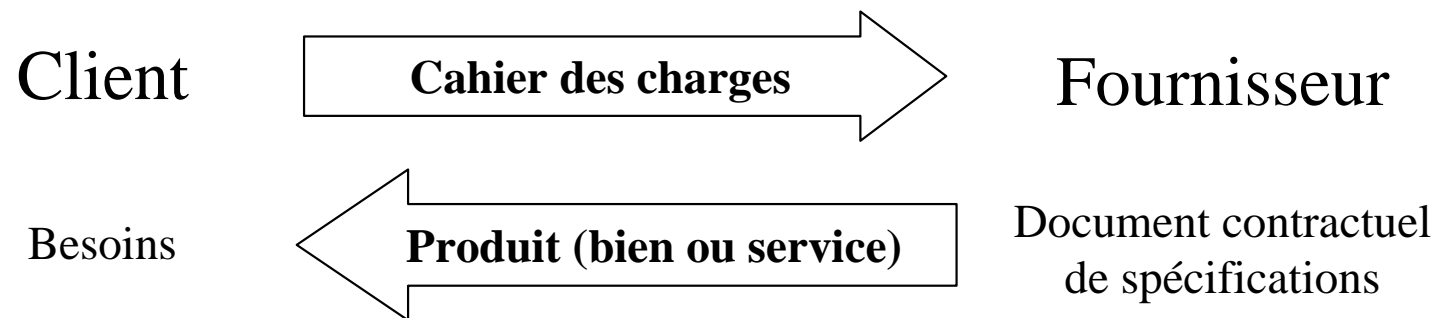 Client
Cahier des charges
Fournisseur
Besoins
Produit (bien ou service)
Document contractuel
de spécifications